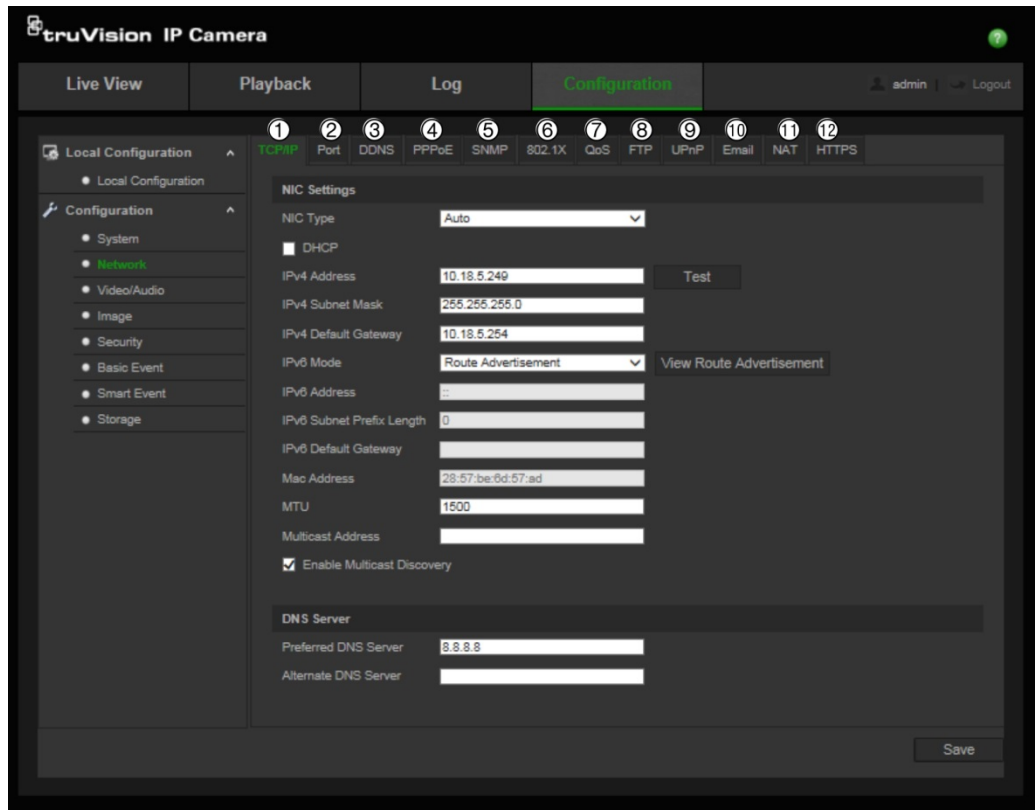 truVision IP Camera
?
Live View Playback Log Configuration admin | Logout
① ② ③ ④ ⑤ ⑥ ⑦ ⑧ ⑨ ⑩ ⑪ ⑫
TCP/IP Port DDNS PPPoE SNMP 802.1X QoS FTP UPnP Email NAT HTTPS
Local Configuration
Local Configuration
Configuration
System
Network
Video/Audio
Image
Security
Basic Event
Smart Event
Storage
NIC Settings
NIC Type Auto
DHCP
IPv4 Address 10.18.5.249 Test
IPv4 Subnet Mask 255.255.255.0
IPv4 Default Gateway 10.18.5.254
IPv6 Mode Route Advertisement View Route Advertisement
IPv6 Address ::
IPv6 Subnet Prefix Length 0
IPv6 Default Gateway
Mac Address 28:57:be:6d:57:ad
MTU 1500
Multicast Address
Enable Multicast Discovery
DNS Server
Preferred DNS Server 8.8.8.8
Alternate DNS Server
Save